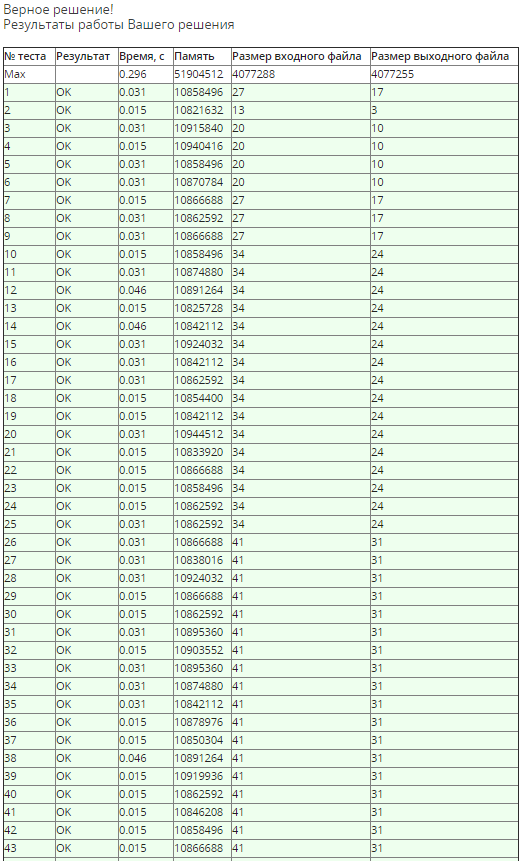 Верное решение!
Результаты работы Вашего решения
№ теста Результат Время, с Память Размер входного файла Размер выходного файла
Max 0.296 51904512 4077288 4077255
1 OK 0.031 10858496 27 17
2 OK 0.015 10821632 13 3
3 OK 0.031 10915840 20 10
4 OK 0.015 10940416 20 10
5 OK 0.031 10858496 20 10
6 OK 0.031 10870784 20 10
7 OK 0.015 10866688 27 17
8 OK 0.031 10862592 27 17
9 OK 0.031 10866688 27 17
10 OK 0.015 10858496 34 24
11 OK 0.031 10874880 34 24
12 OK 0.046 10891264 34 24
13 OK 0.015 10825728 34 24
14 OK 0.046 10842112 34 24
15 OK 0.031 10924032 34 24
16 OK 0.031 10842112 34 24
17 OK 0.031 10862592 34 24
18 OK 0.015 10854400 34 24
19 OK 0.015 10842112 34 24
20 OK 0.031 10944512 34 24
21 OK 0.015 10833920 34 24
22 OK 0.015 10866688 34 24
23 OK 0.015 10858496 34 24
24 OK 0.015 10862592 34 24
25 OK 0.031 10862592 34 24
26 OK 0.031 10866688 41 31
27 OK 0.031 10838016 41 31
28 OK 0.031 10924032 41 31
29 OK 0.015 10866688 41 31
30 OK 0.015 10862592 41 31
31 OK 0.031 10895360 41 31
32 OK 0.015 10903552 41 31
33 OK 0.031 10895360 41 31
34 OK 0.031 10874880 41 31
35 OK 0.031 10842112 41 31
36 OK 0.015 10878976 41 31
37 OK 0.015 10850304 41 31
38 OK 0.046 10891264 41 31
39 OK 0.015 10919936 41 31
40 OK 0.015 10862592 41 31
41 OK 0.015 10846208 41 31
42 OK 0.015 10858496 41 31
43 OK 0.015 10866688 41 31